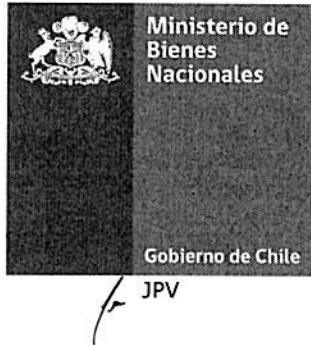 Ministerio de
Bienes
Nacionales
Gobierno de Chile
JPV